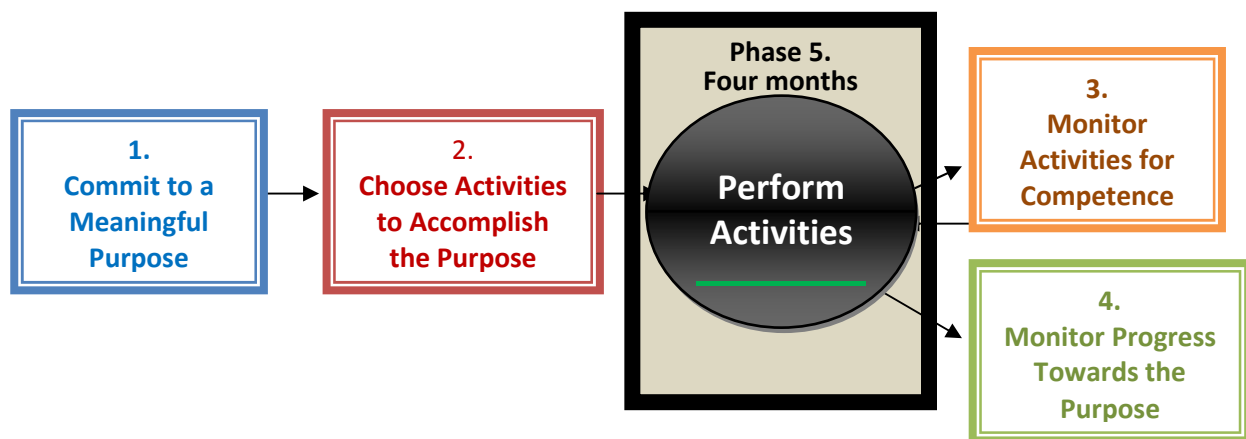 1.
Commit to a
Meaningful
Purpose
2.
Choose Activities
to Accomplish
the Purpose
Phase 5.
Four months
Perform
Activities
3.
Monitor
Activities for
Competence
4.
Monitor Progress
Towards the
Purpose